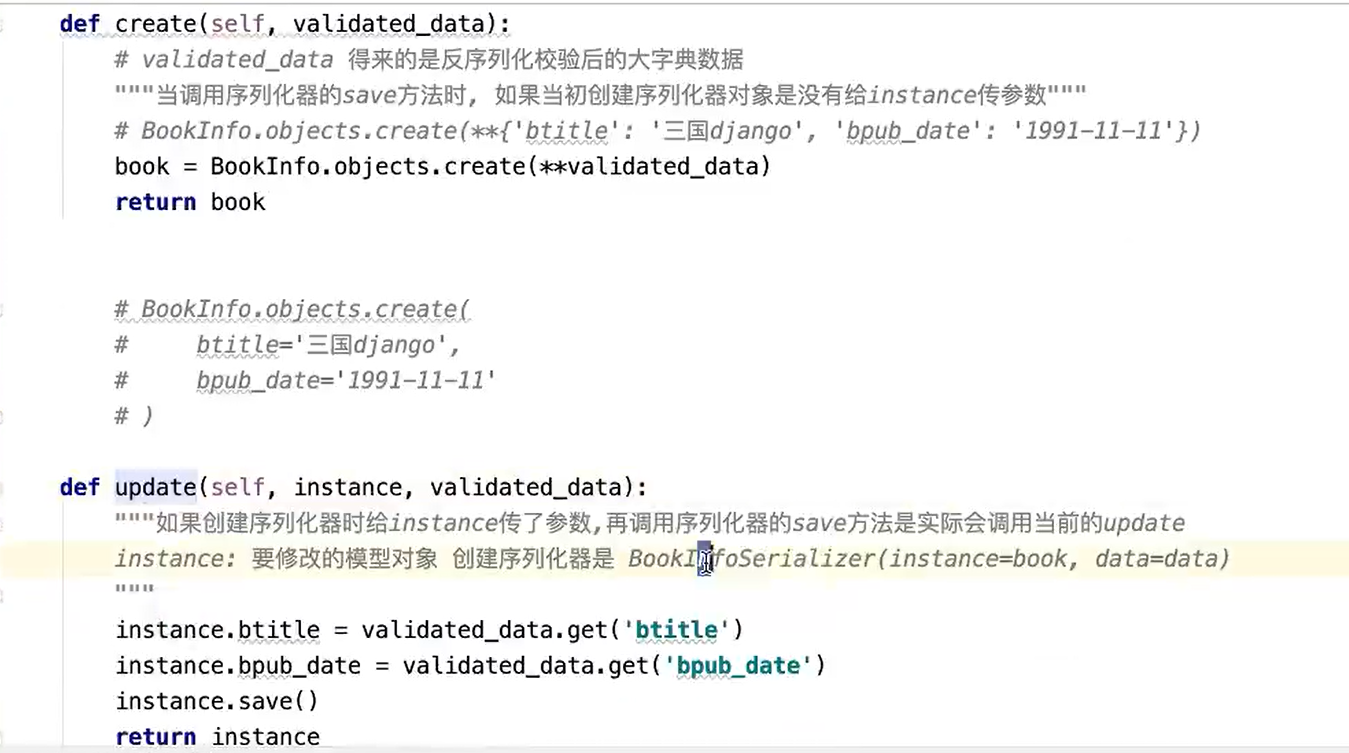 def create(self, validated_data):
# validated_data 得来的是反序列化校验后的大字典数据
"""当调用序列化器的save方法时, 如果当初创建序列化器对象是没有给instance传参数"""
# BookInfo.objects.create(**{'btitle': '三国django', 'bpub_date': '1991-11-11'})
book = BookInfo.objects.create(**validated_data)
return book
# BookInfo.objects.create(
#     btitle='三国django',
#     bpub_date='1991-11-11'
# )
def update(self, instance, validated_data):
"""如果创建序列化器时给instance传了参数,再调用序列化器的save方法是实际会调用当前的update
instance: 要修改的模型对象 创建序列化器是 BookInfoSerializer(instance=book, data=data)
"""
instance.btitle = validated_data.get('btitle')
instance.bpub_date = validated_data.get('bpub_date')
instance.save()
return instance